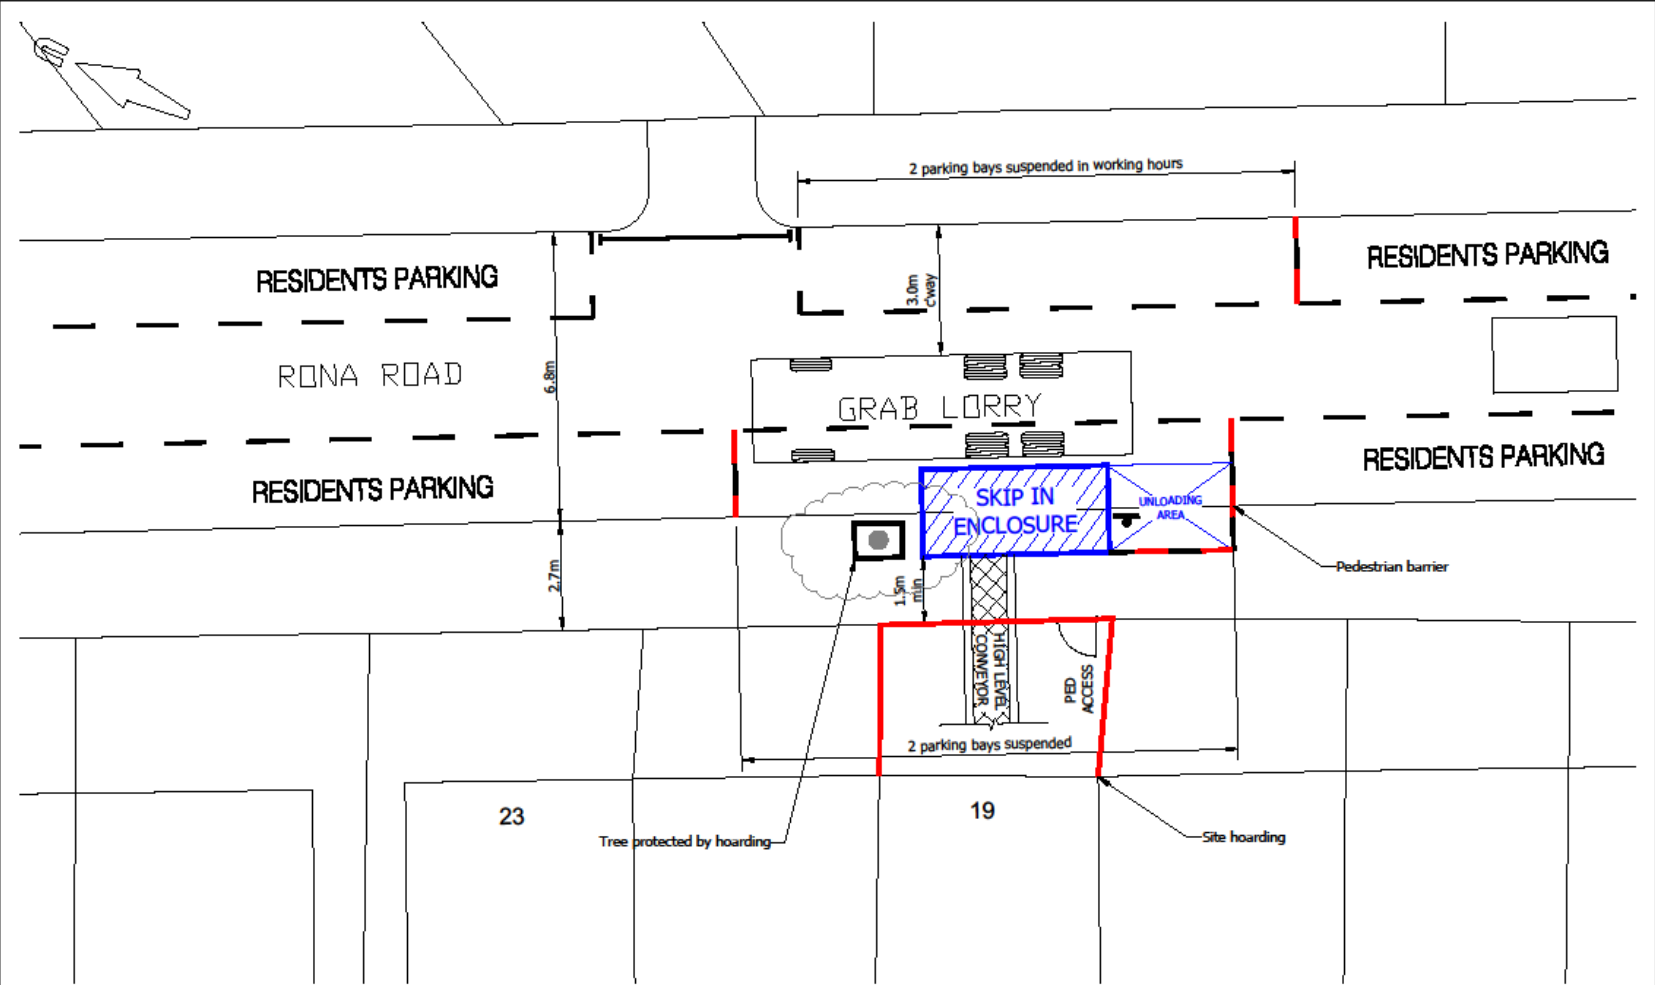 2 parking bays suspended in working hours
RESIDENTS PARKING
RESIDENTS PARKING
3.0m
c'way
RONA ROAD
6.8m
GRAB LORRY
RESIDENTS PARKING
RESIDENTS PARKING
SKIP IN
ENCLOSURE
UNLOADING
AREA
Pedestrian barrier
2.7m
1.5m
min
HIGH LEVEL
CONVEYOR
PED
ACCESS
2 parking bays suspended
23
19
Tree protected by hoarding
Site hoarding